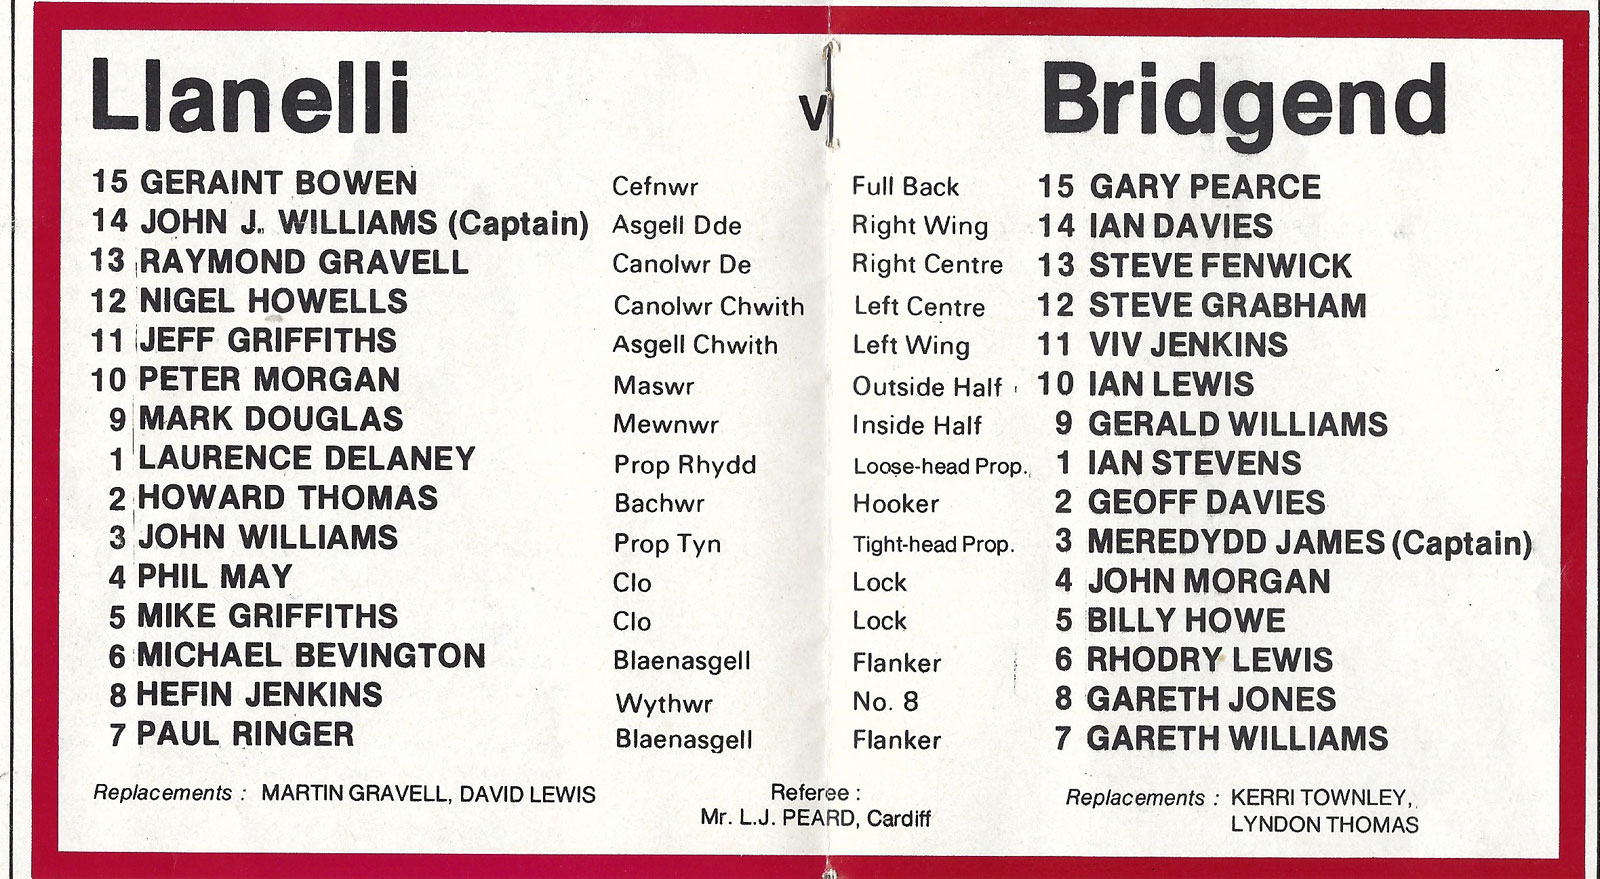 Llanelli v Bridgend
15 GERAINT BOWEN Cefnwr Full Back 15 GARY PEARCE
14 JOHN J. WILLIAMS (Captain) Asgell Dde Right Wing 14 IAN DAVIES
13 RAYMOND GRAVELL Canolwr De Right Centre 13 STEVE FENWICK
12 NIGEL HOWELLS Canolwr Chwith Left Centre 12 STEVE GRABHAM
11 JEFF GRIFFITHS Asgell Chwith Left Wing 11 VIV JENKINS
10 PETER MORGAN Maswr Outside Half 10 IAN LEWIS
9 MARK DOUGLAS Mewnwr Inside Half 9 GERALD WILLIAMS
1 LAURENCE DELANEY Prop Rhydd Loose-head Prop. 1 IAN STEVENS
2 HOWARD THOMAS Bachwr Hooker 2 GEOFF DAVIES
3 JOHN WILLIAMS Prop Tyn Tight-head Prop. 3 MEREDYDD JAMES (Captain)
4 PHIL MAY Clo Lock 4 JOHN MORGAN
5 MIKE GRIFFITHS Clo Lock 5 BILLY HOWE
6 MICHAEL BEVINGTON Blaenasgell Flanker 6 RHODRY LEWIS
8 HEFIN JENKINS Wythwr No. 8 8 GARETH JONES
7 PAUL RINGER Blaenasgell Flanker 7 GARETH WILLIAMS
Replacements : MARTIN GRAVELL, DAVID LEWIS Referee : Replacements : KERRI TOWNLEY,
Mr. L.J. PEARD, Cardiff LYNDON THOMAS